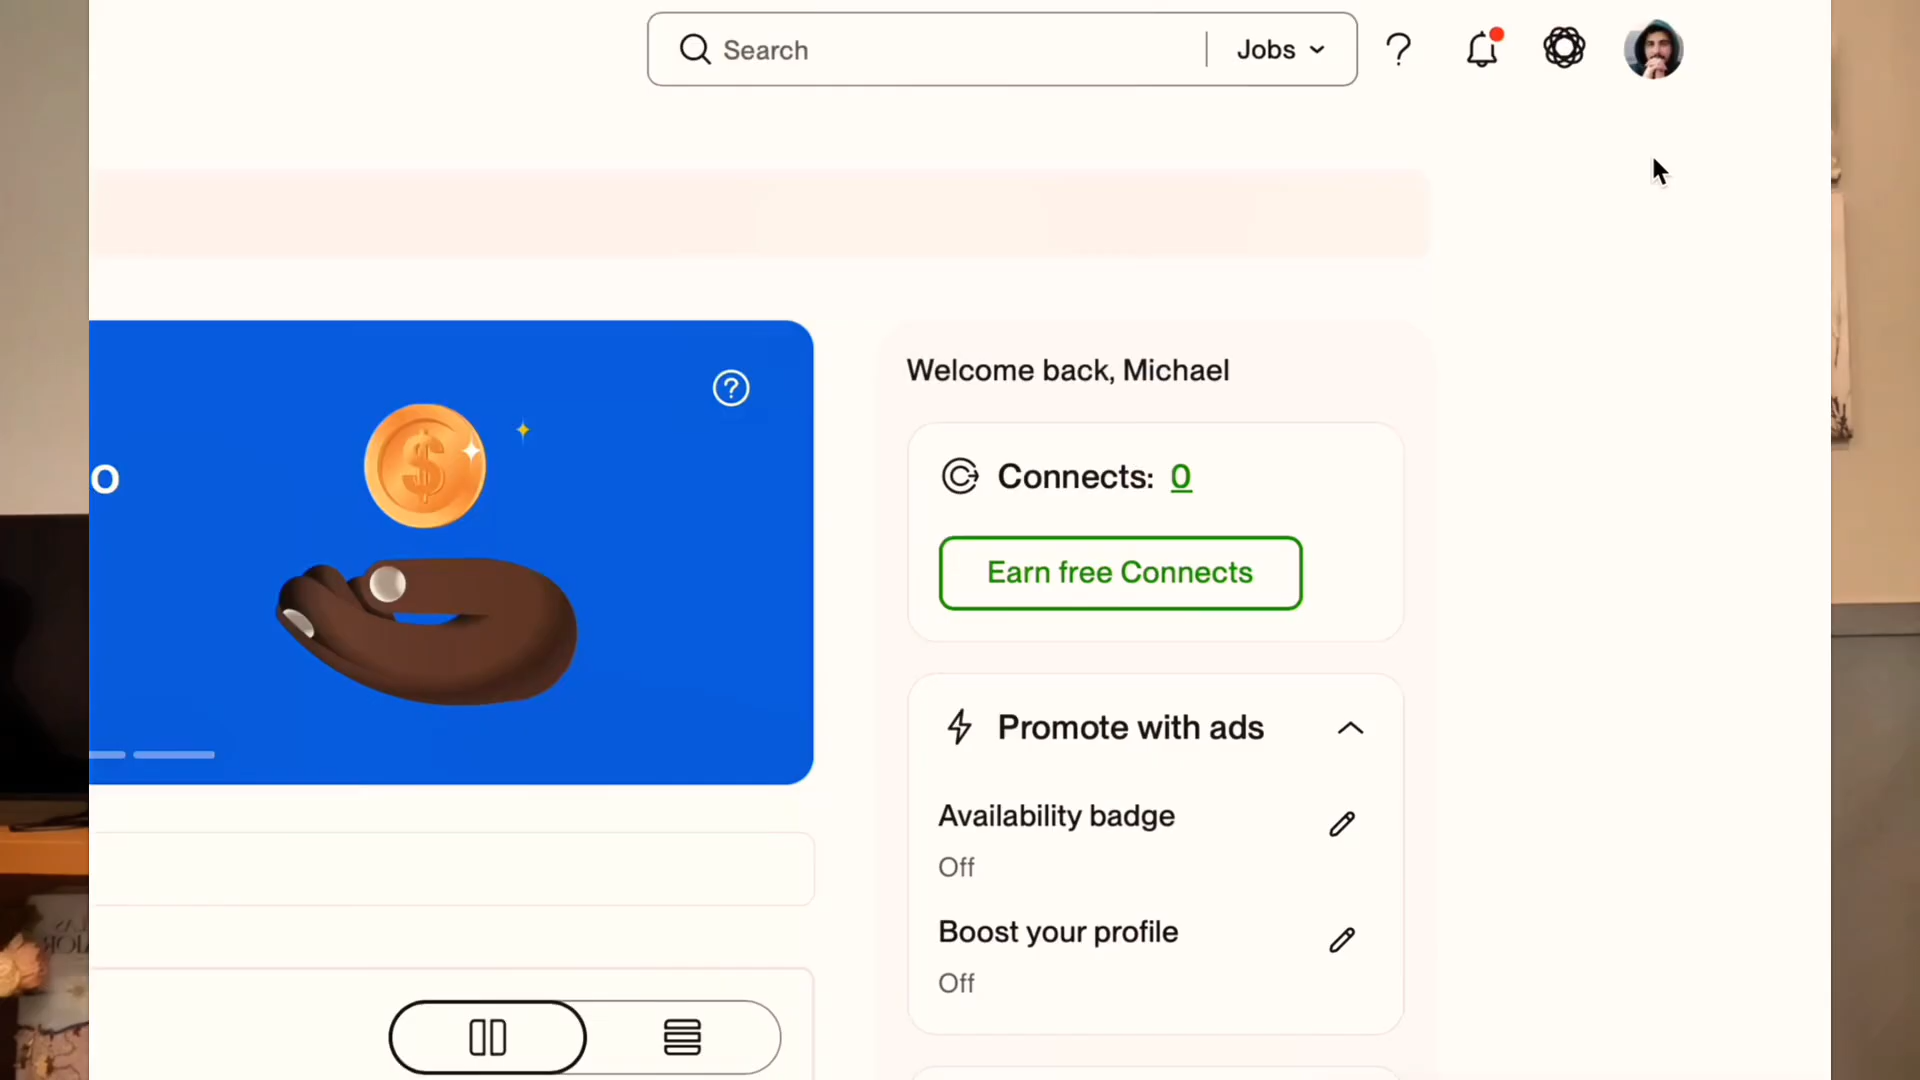 Search
Jobs
o
Welcome back, Michael
Connects: 0
Earn free Connects
Promote with ads
Availability badge
Off
Boost your profile
Off